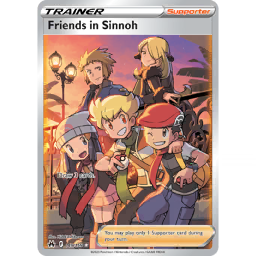 TRAINER
Supporter
Friends in Sinnoh
Draw 3 cards.
You may play only 1 Supporter card during
your turn.